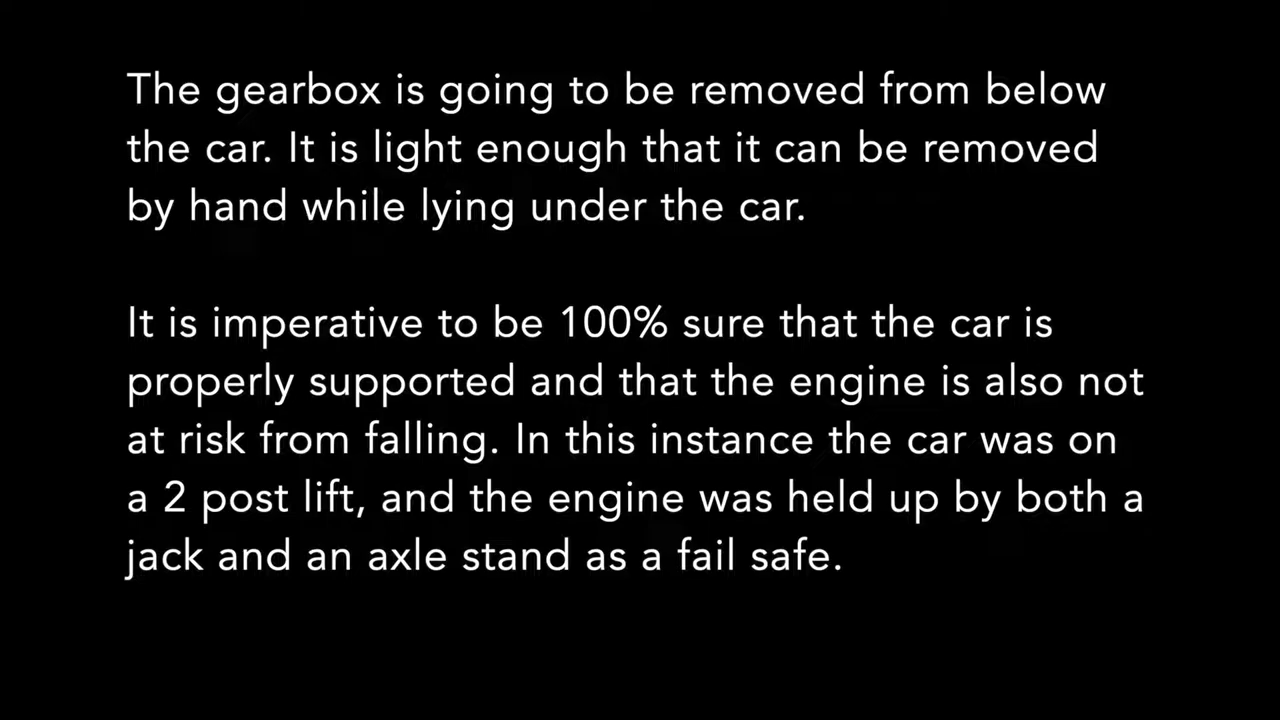 The gearbox is going to be removed from below
the car. It is light enough that it can be removed
by hand while lying under the car.
It is imperative to be 100% sure that the car is
properly supported and that the engine is also not
at risk from falling. In this instance the car was on
a 2 post lift, and the engine was held up by both a
jack and an axle stand as a fail safe.